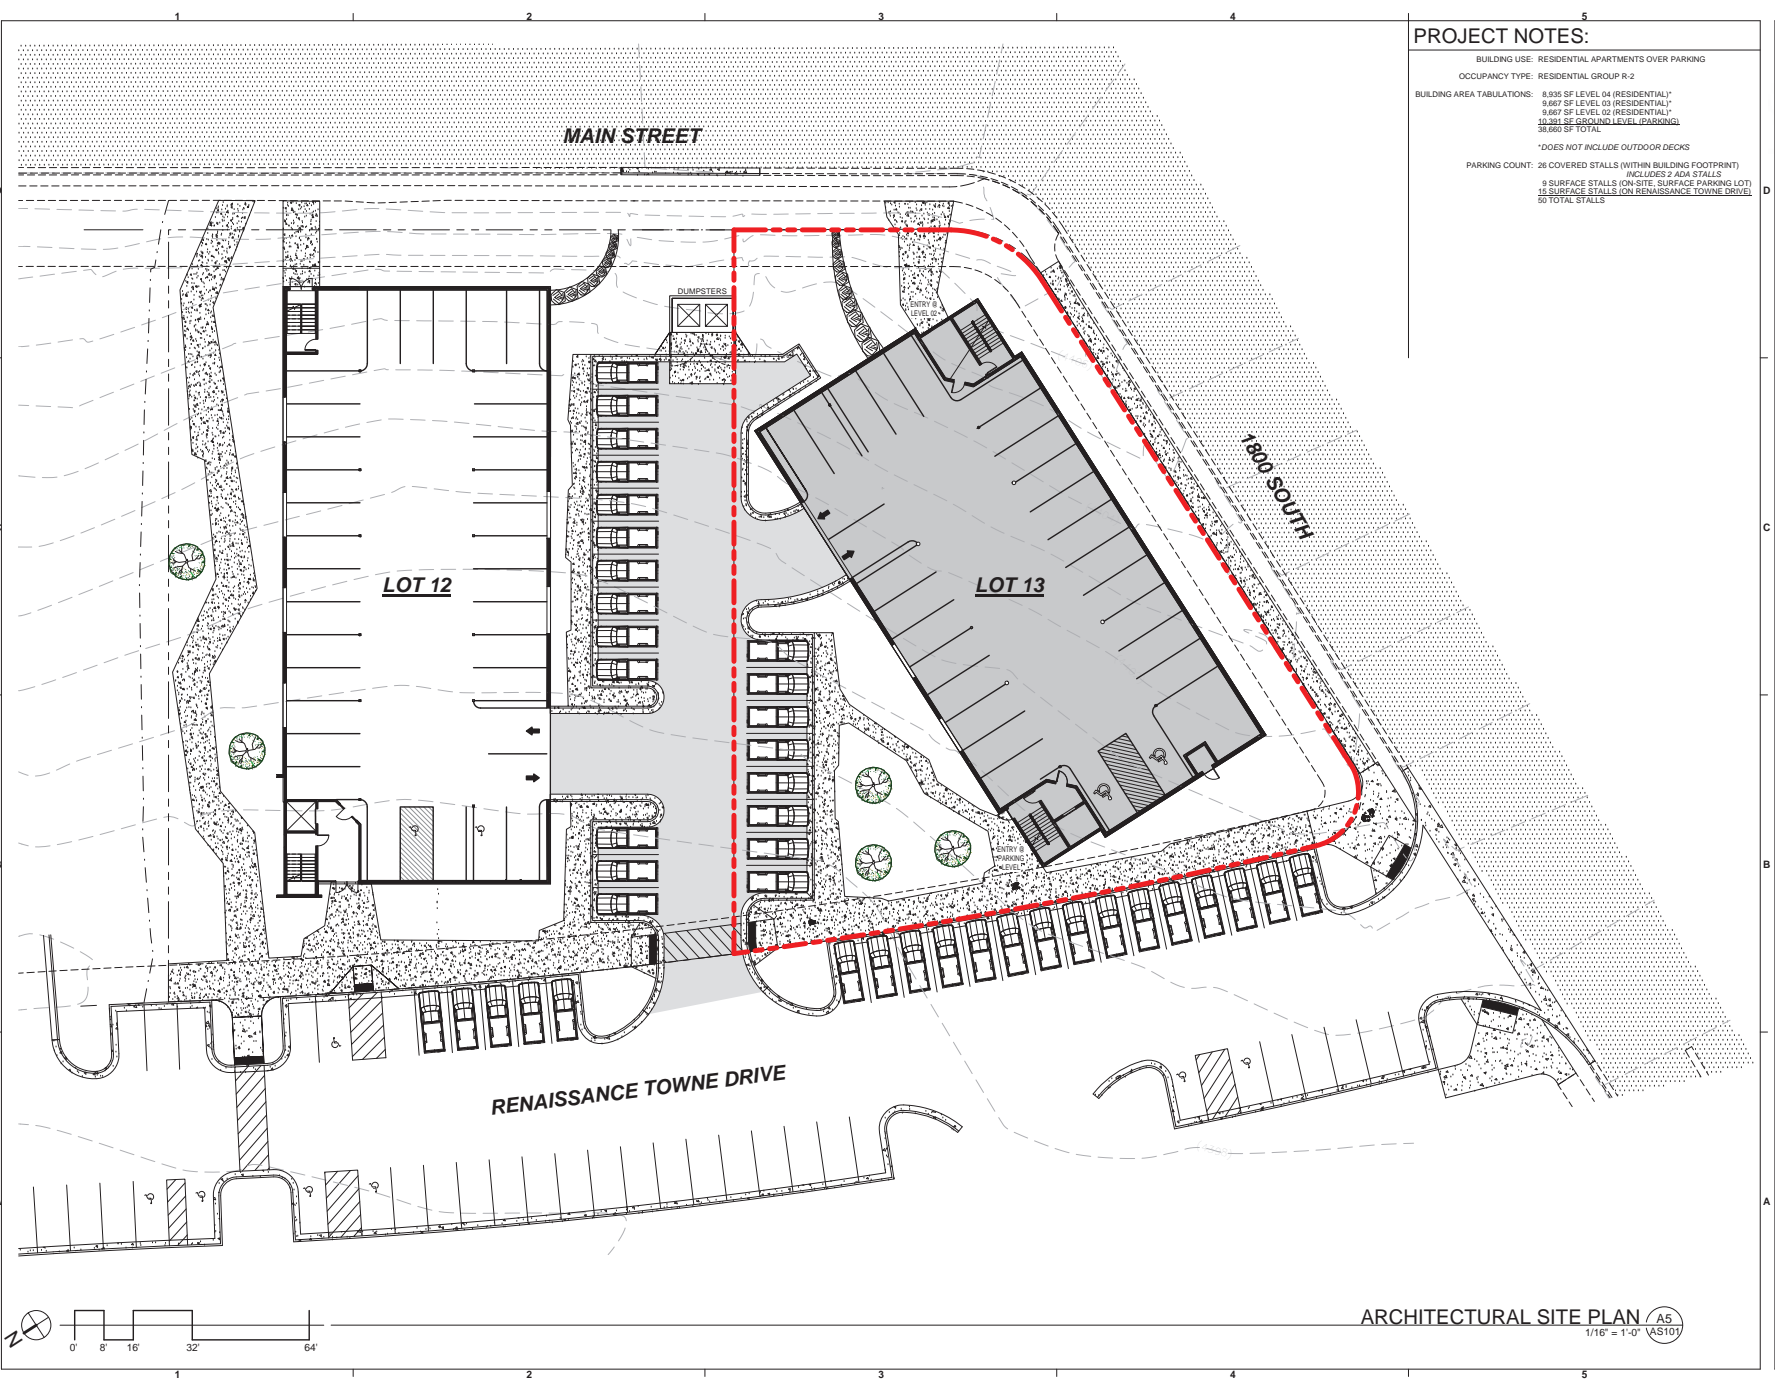 1 2 3 4 5
PROJECT NOTES:
BUILDING USE: RESIDENTIAL APARTMENTS OVER PARKING
OCCUPANCY TYPE: RESIDENTIAL GROUP R-2
BUILDING AREA TABULATIONS: 8,935 SF LEVEL 04 (RESIDENTIAL)*
9,667 SF LEVEL 03 (RESIDENTIAL)*
9,667 SF LEVEL 02 (RESIDENTIAL)*
10,391 SF GROUND LEVEL (PARKING)
38,660 SF TOTAL
*DOES NOT INCLUDE OUTDOOR DECKS
PARKING COUNT: 26 COVERED STALLS (WITHIN BUILDING FOOTPRINT)
INCLUDES 2 ADA STALLS
9 SURFACE STALLS (ON-SITE, SURFACE PARKING LOT)
15 SURFACE STALLS (ON RENAISSANCE TOWNE DRIVE)
50 TOTAL STALLS
MAIN STREET
D
DUMPSTERS
ENTRY @
LEVEL 02
1800 SOUTH
C
LOT 12
LOT 13
ENTRY @
PARKING
LEVEL
B
RENAISSANCE TOWNE DRIVE
A
N
0' 8' 16' 32' 64'
ARCHITECTURAL SITE PLAN
1/16" = 1'-0"
A5
AS101
1 2 3 4 5